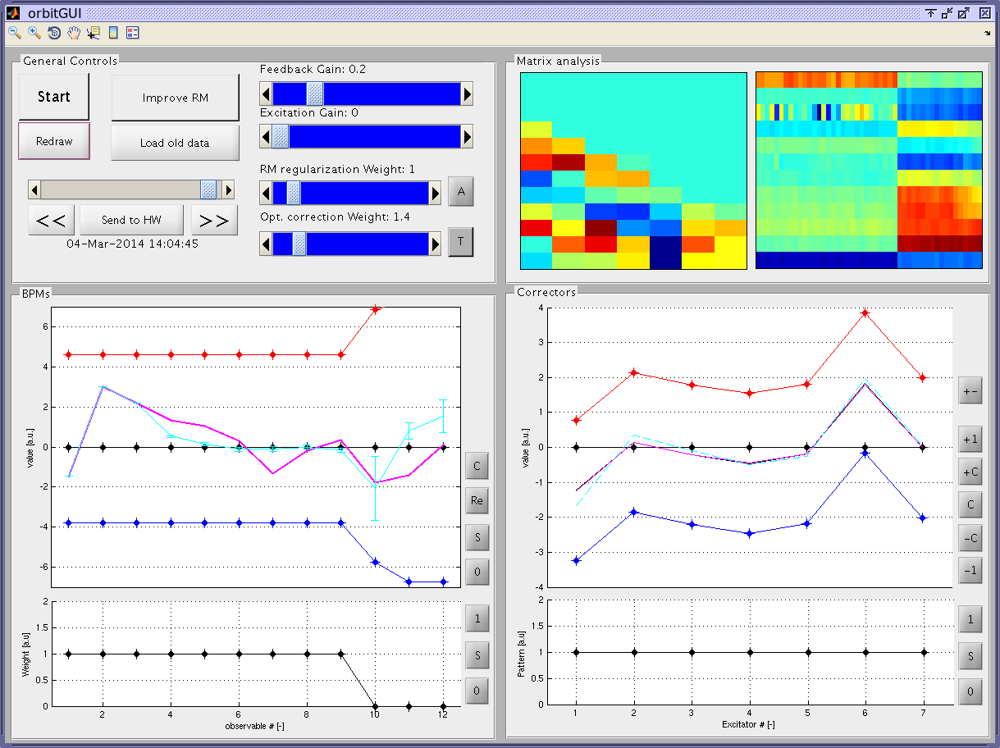 orbitGUI
General Controls
Start
Improve RM
Redraw
Load old data
<<
Send to HW
>>
04-Mar-2014 14:04:45
Feedback Gain: 0.2
Excitation Gain: 0
RM regularization Weight: 1
A
Opt. correction Weight: 1.4
T
Matrix analysis
BPMs
6
4
2
0
-2
-4
-6
value [a.u.]
C
Re
S
0
2
1.5
1
0.5
0
Weight [a.u]
2
4
6
8
10
12
observable # [-]
1
S
0
Correctors
4
3
2
1
0
-1
-2
-3
-4
value [a.u.]
+-
+1
+C
C
-C
-1
2
1.5
1
0.5
0
Pattern [a.u]
1
2
3
4
5
6
7
Excitator # [-]
1
S
0